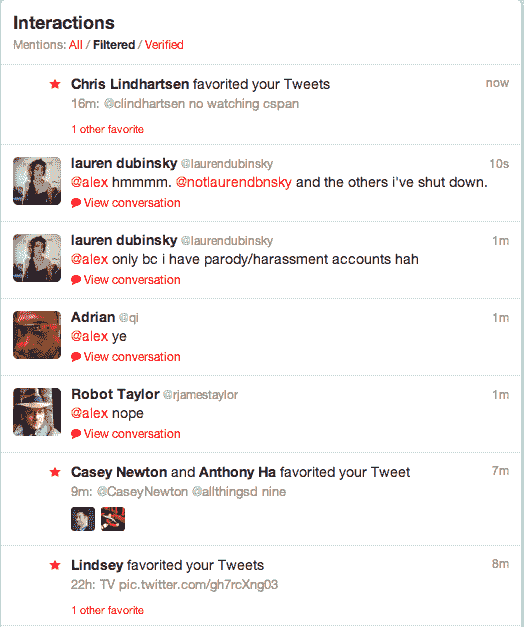 Interactions
Mentions: All / Filtered / Verified
Chris Lindhartsen favorited your Tweets now
16m: @clindhartsen no watching cspan
1 other favorite
lauren dubinsky @laurendubinsky 10s
@alex hmmmm. @notlaurendbnsky and the others i've shut down.
View conversation
lauren dubinsky @laurendubinsky 1m
@alex only bc i have parody/harassment accounts hah
View conversation
Adrian @qi 1m
@alex ye
View conversation
Robot Taylor @rjamestaylor 1m
@alex nope
View conversation
Casey Newton and Anthony Ha favorited your Tweet 7m
9m: @CaseyNewton @allthingsd nine
Lindsey favorited your Tweets 8m
22h: TV pic.twitter.com/gh7rcXng03
1 other favorite